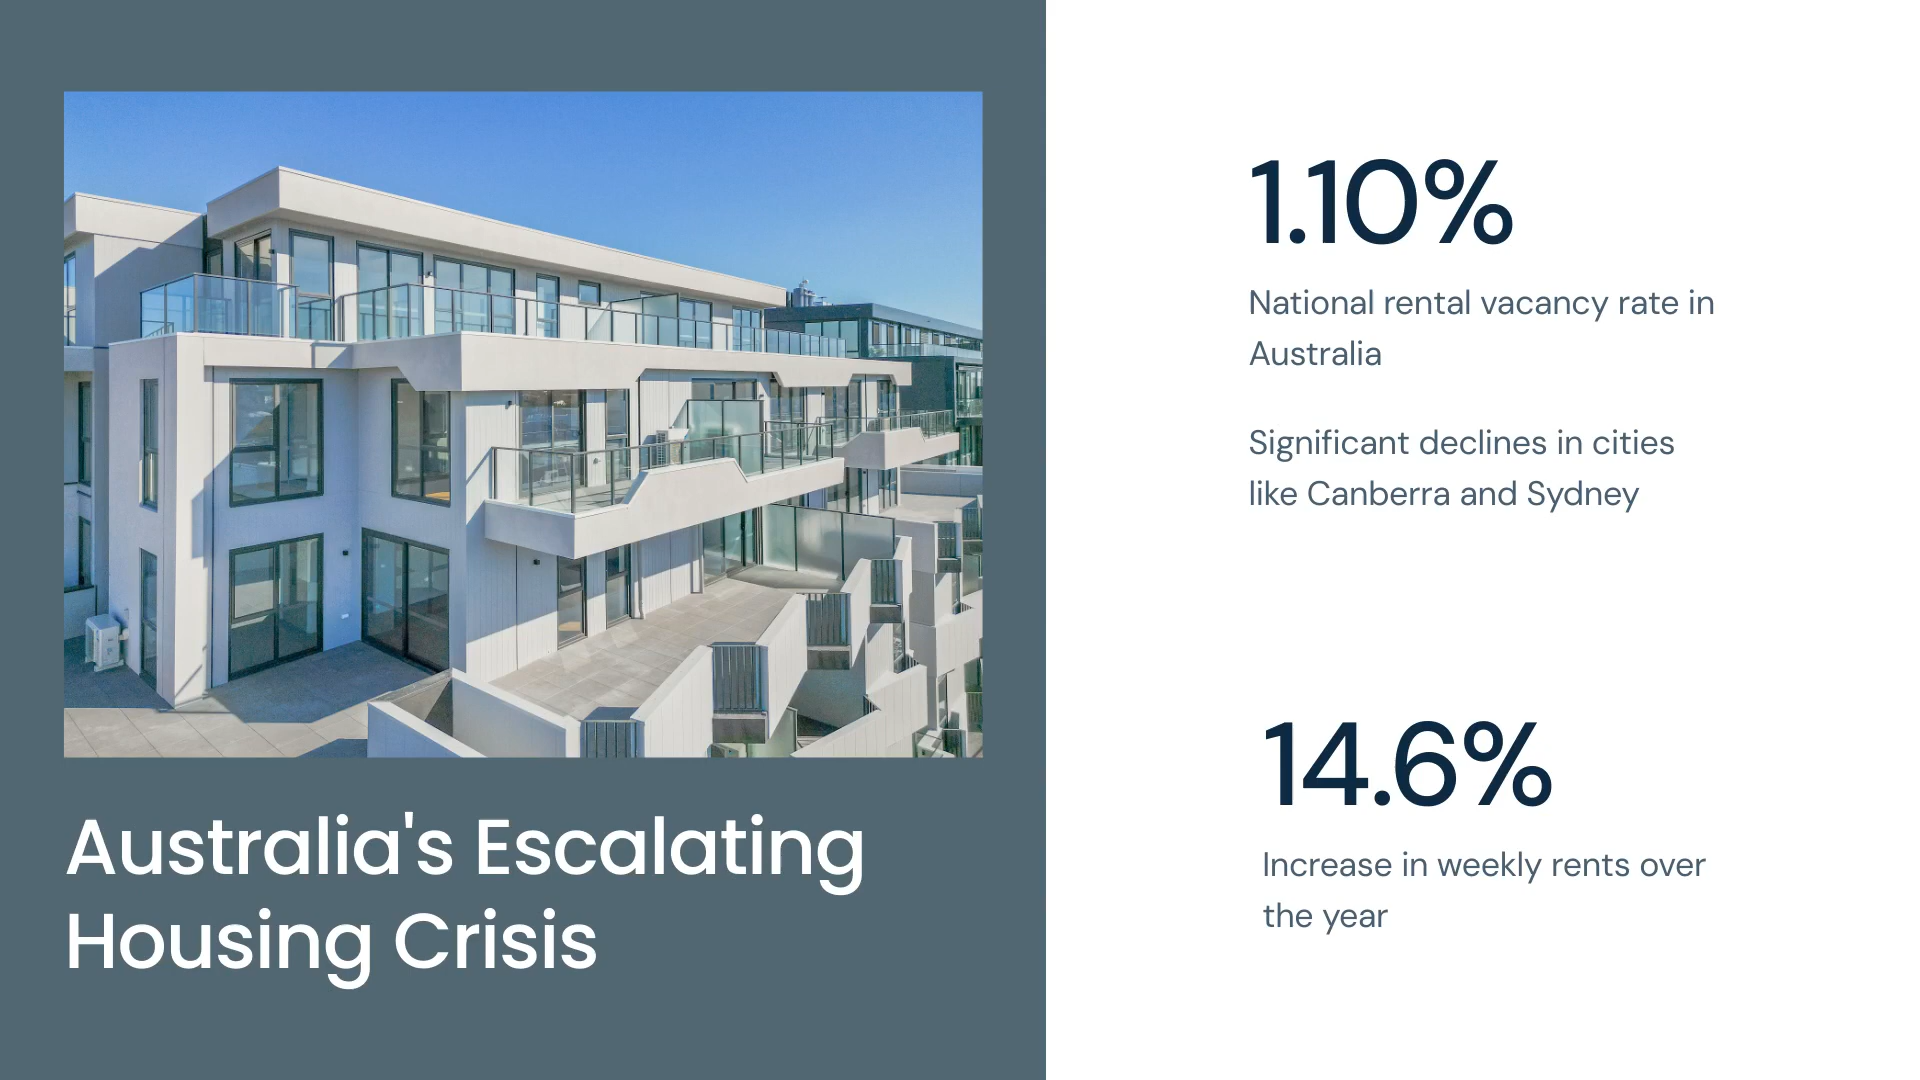 Australia's Escalating
Housing Crisis
1.10%
National rental vacancy rate in
Australia
Significant declines in cities
like Canberra and Sydney
14.6%
Increase in weekly rents over
the year